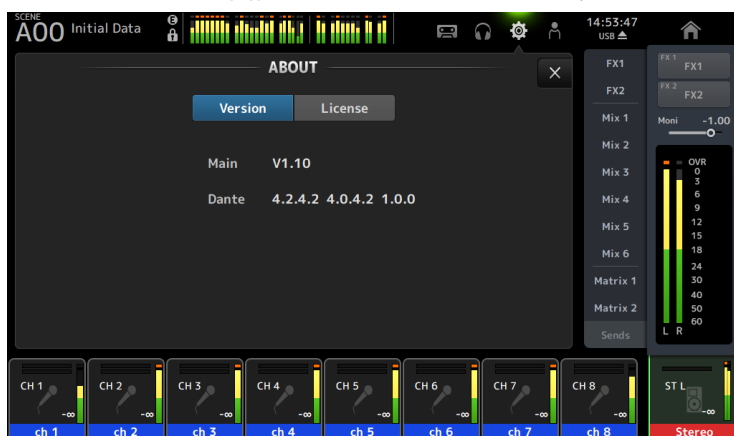 SCENE
A00 Initial Data
E
14:53:47
USB
ABOUT
Version License
Main V1.10
Dante 4.2.4.2 4.0.4.2 1.0.0
FX1
FX2
Mix 1
Mix 2
Mix 3
Mix 4
Mix 5
Mix 6
Matrix 1
Matrix 2
Sends
FX 1
FX1
FX 2
FX2
Moni -1.00
OVR
0
3
6
9
12
15
18
24
30
40
50
60
L R
CH 1 CH 2 CH 3 CH 4 CH 5 CH 6 CH 7 CH 8 ST L
-∞ -∞ -∞ -∞ -∞ -∞ -∞ -∞ -∞
ch 1 ch 2 ch 3 ch 4 ch 5 ch 6 ch 7 ch 8 Stereo